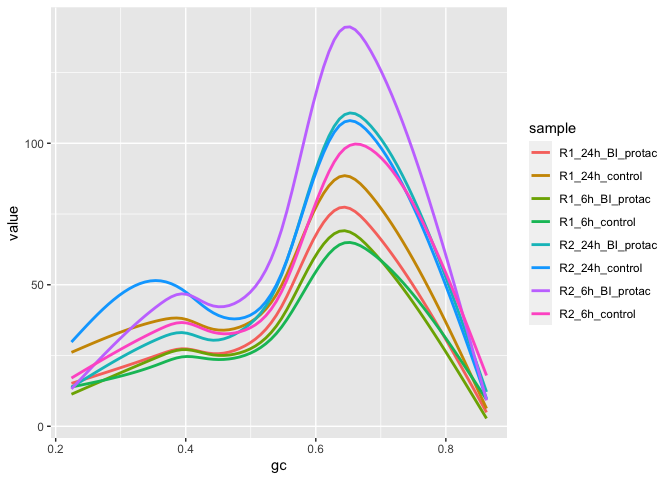 value
100
50
0
0.2
0.4
0.6
0.8
gc
sample
R1_24h_BI_protac
R1_24h_control
R1_6h_BI_protac
R1_6h_control
R2_24h_BI_protac
R2_24h_control
R2_6h_BI_protac
R2_6h_control